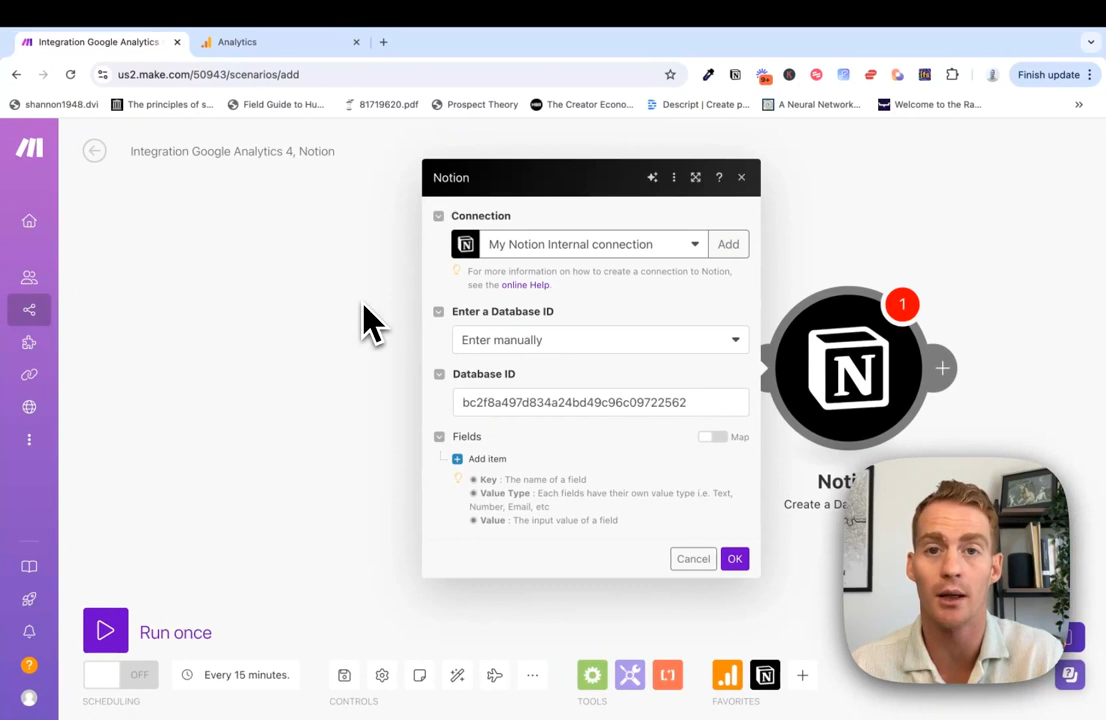 Integration Google Analytics
Analytics
us2.make.com/50943/scenarios/add
9+
Finish update
shannon1948.dvi
The principles of s...
Field Guide to Hu...
81719620.pdf
Prospect Theory
The Creator Econo...
Descript | Create p...
A Neural Network...
Welcome to the Ra...
Integration Google Analytics 4, Notion
Notion
Connection
My Notion Internal connection
Add
For more information on how to create a connection to Notion,
see the online Help.
Enter a Database ID
Enter manually
Database ID
bc2f8a497d834a24bd49c96c09722562
Fields
Map
Add item
Key : The name of a field
Value Type : Each fields have their own value type i.e. Text,
Number, Email, etc
Value : The input value of a field
Cancel
OK
1
N
Noti
Create a Da
Run once
OFF
Every 15 minutes.
SCHEDULING
CONTROLS
TOOLS
FAVORITES